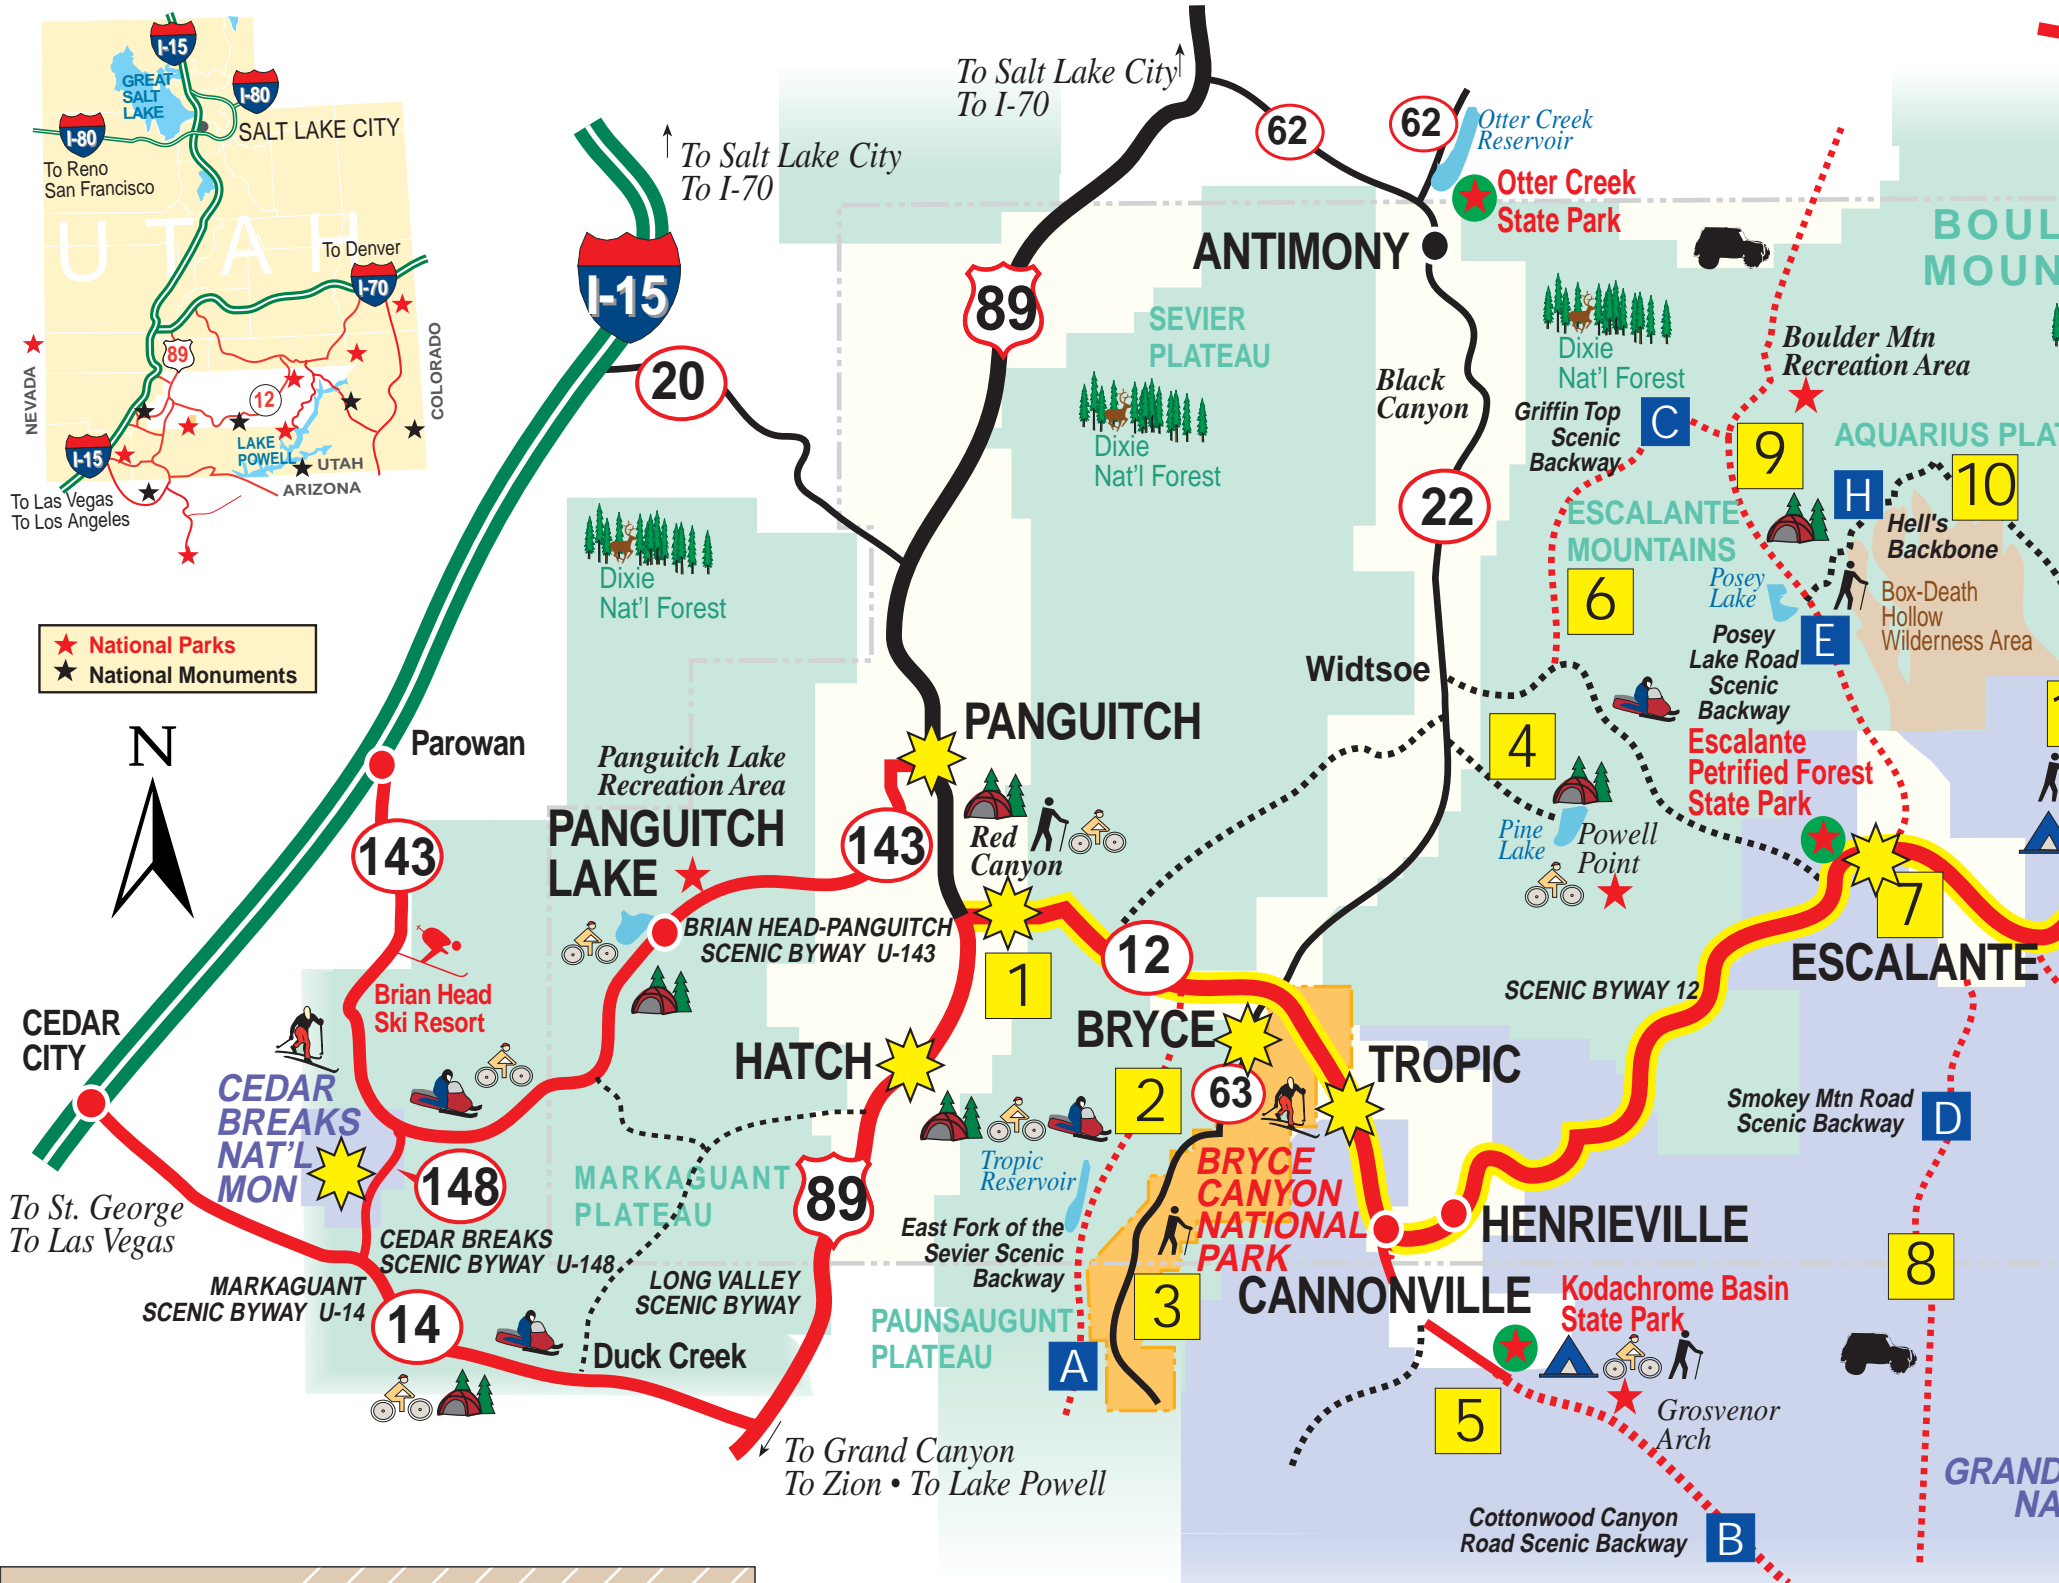 I-15
GREAT
SALT
LAKE
I-80
I-80
SALT LAKE CITY
To Reno
San Francisco
UTAH
To Denver
I-70
NEVADA
COLORADO
89
12
LAKE
POWELL
I-15
UTAH
ARIZONA
To Las Vegas
To Los Angeles
National Parks
National Monuments
N
To Salt Lake City
To I-70
To Salt Lake City
To I-70
I-15
20
89
62
62
Otter Creek
Reservoir
Otter Creek
State Park
ANTIMONY
SEVIER
PLATEAU
Dixie
Nat'l Forest
Dixie
Nat'l Forest
Dixie
Nat'l Forest
Black
Canyon
22
Griffin Top
Scenic
Backway
C
BOUL
MOUN
Boulder Mtn
Recreation Area
AQUARIUS PLAT
9
H
10
Hell's
Backbone
ESCALANTE
MOUNTAINS
6
Posey
Lake
E
Box-Death
Hollow
Wilderness Area
Posey
Lake Road
Scenic
Backway
Widtsoe
4
Escalante
Petrified Forest
State Park
Pine
Lake
Powell
Point
7
ESCALANTE
Parowan
143
Panguitch Lake
Recreation Area
PANGUITCH
LAKE
PANGUITCH
143
Red
Canyon
BRIAN HEAD-PANGUITCH
SCENIC BYWAY U-143
1
12
SCENIC BYWAY 12
Brian Head
Ski Resort
CEDAR
CITY
CEDAR
BREAKS
NAT'L
MON
148
HATCH
BRYCE
63
TROPIC
2
Tropic
Reservoir
Smokey Mtn Road
Scenic Backway
D
MARKAGUANT
PLATEAU
89
To St. George
To Las Vegas
CEDAR BREAKS
SCENIC BYWAY U-148
MARKAGUANT
SCENIC BYWAY U-14
14
LONG VALLEY
SCENIC BYWAY
Duck Creek
East Fork of the
Sevier Scenic
Backway
BRYCE
CANYON
NATIONAL
PARK
HENRIEVILLE
CANNONVILLE
3
PAUNSAUGUNT
PLATEAU
A
Kodachrome Basin
State Park
8
5
Grosvenor
Arch
To Grand Canyon
To Zion • To Lake Powell
Cottonwood Canyon
Road Scenic Backway
B
GRAND
NA